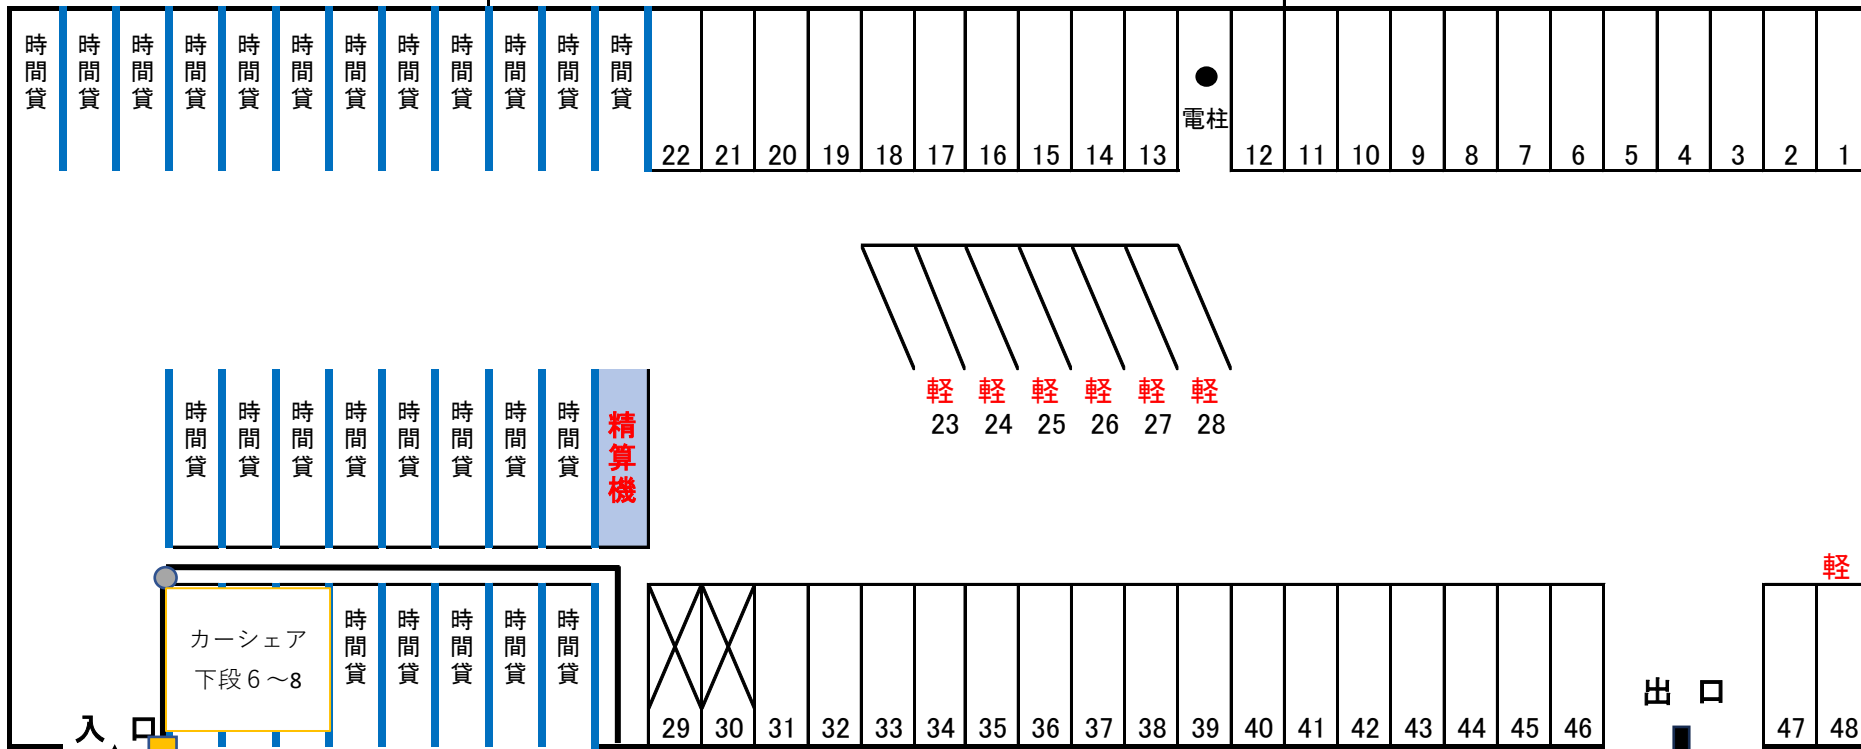 時間貸 時間貸 時間貸 時間貸 時間貸 時間貸 時間貸 時間貸 時間貸 時間貸 時間貸 時間貸
電柱
22 21 20 19 18 17 16 15 14 13 12 11 10 9 8 7 6 5 4 3 2 1
軽 軽 軽 軽 軽 軽
23 24 25 26 27 28
時間貸 時間貸 時間貸 時間貸 時間貸 時間貸 時間貸 時間貸 精算機
軽
カーシェア
下段6～8
時間貸 時間貸 時間貸 時間貸 時間貸
出 口
入 口
29 30 31 32 33 34 35 36 37 38 39 40 41 42 43 44 45 46 47 48